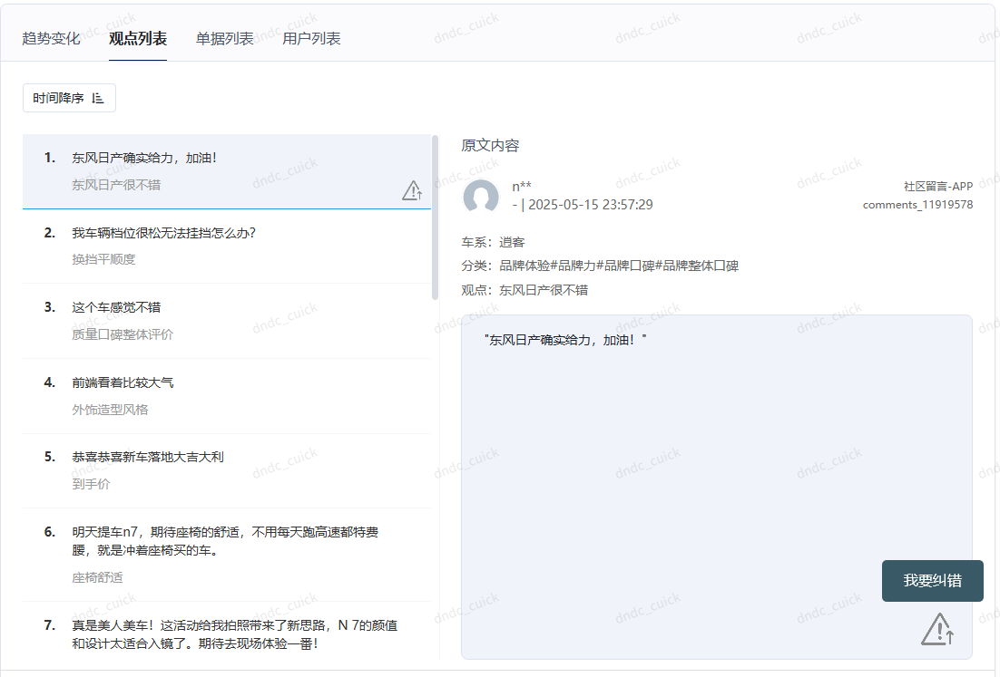 趋势变化 观点列表 单据列表 用户列表
时间降序
1. 东风日产确实给力，加油！
东风日产很不错
2. 我车辆档位很松无法挂挡怎么办？
换挡平顺度
3. 这个车感觉不错
质量口碑整体评价
4. 前端看着比较大气
外饰造型风格
5. 恭喜恭喜新车落地大吉大利
到手价
6. 明天提车n7，期待座椅的舒适，不用每天跑高速都特费
腰，就是冲着座椅买的车。
座椅舒适
7. 真是美人美车！这活动给我拍照带来了新思路，N 7的颜值
和设计太适合入镜了。期待去现场体验一番！
原文内容
n**
- | 2025-05-15 23:57:29
社区留言-APP
comments_11919578
车系：逍客
分类：品牌体验#品牌力#品牌口碑#品牌整体口碑
观点：东风日产很不错
"东风日产确实给力，加油！"
我要纠错
dndc_cuick